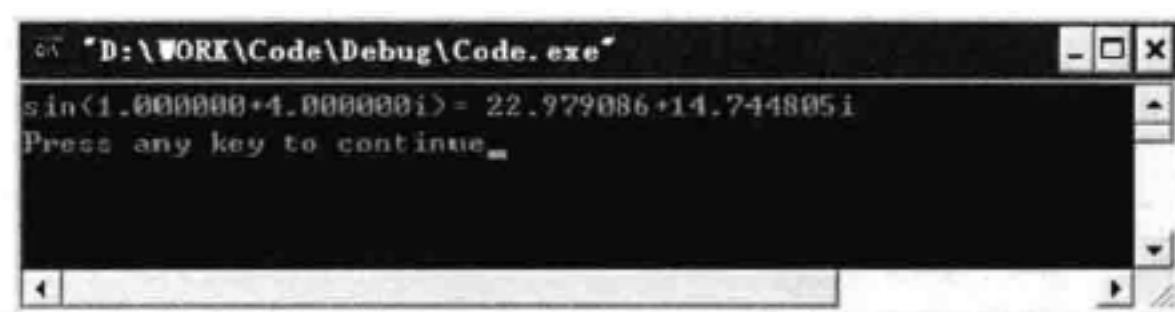 "D:\WORK\Code\Debug\Code.exe"
sin(1.000000+4.000000i)= 22.979086+14.744805i
Press any key to continue_